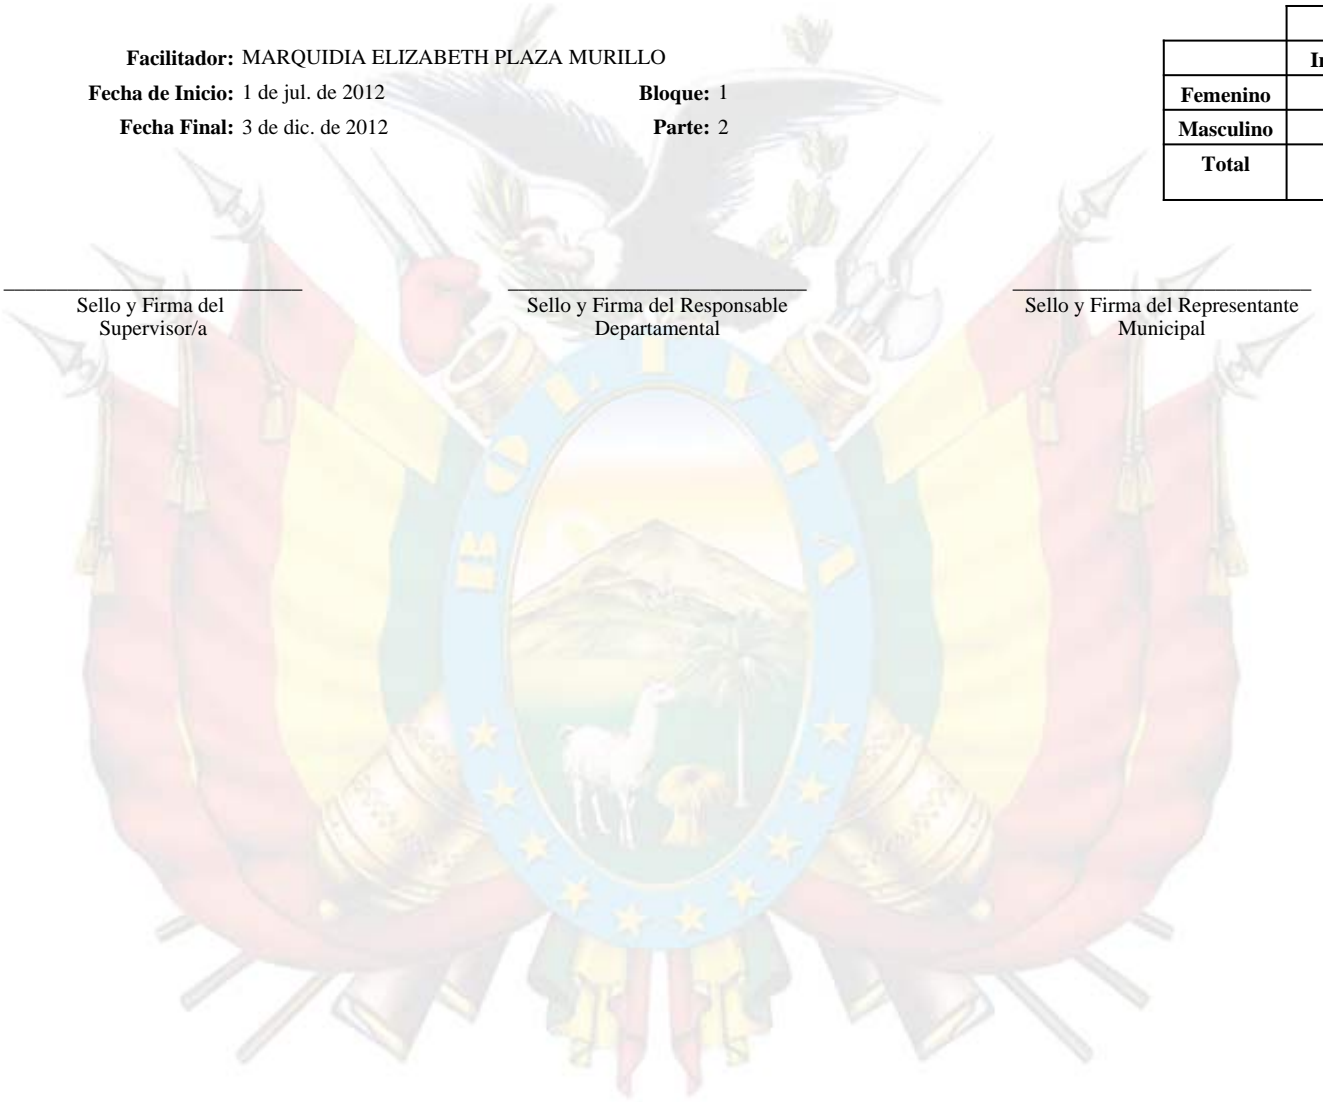 Facilitador: MARQUIDIA ELIZABETH PLAZA MURILLO
Fecha de Inicio: 1 de jul. de 2012 Bloque: 1
Fecha Final: 3 de dic. de 2012 Parte: 2
Femenino
Masculino
Total
Sello y Firma del
Supervisor/a
Sello y Firma del Responsable
Departamental
Sello y Firma del Representante
Municipal
BOLIVIA